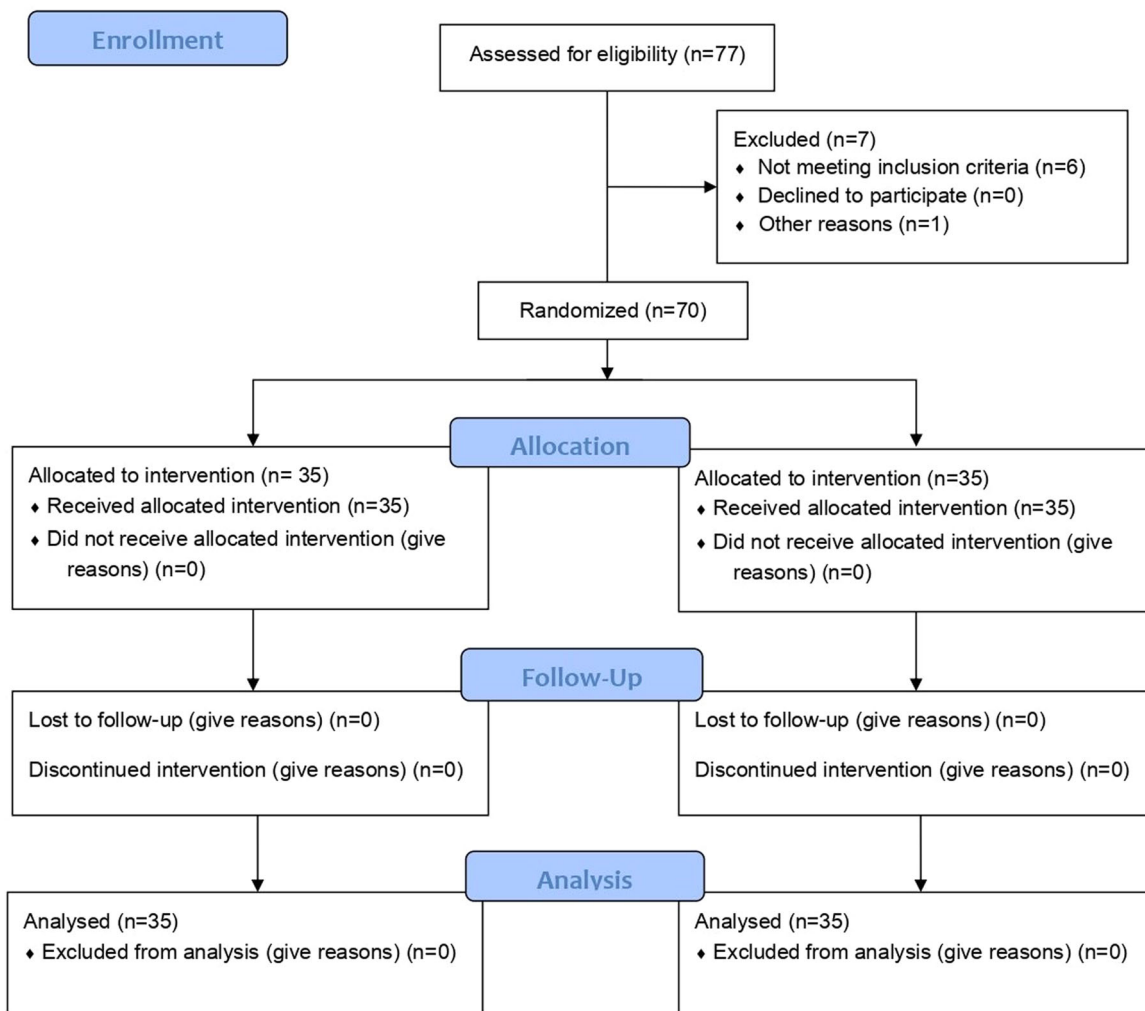 Enrollment
Assessed for eligibility (n=77)
Excluded (n=7)
♦ Not meeting inclusion criteria (n=6)
♦ Declined to participate (n=0)
♦ Other reasons (n=1)
Randomized (n=70)
Allocation
Allocated to intervention (n= 35)
♦ Received allocated intervention (n=35)
♦ Did not receive allocated intervention (give
reasons) (n=0)
Allocated to intervention (n=35)
♦ Received allocated intervention (n=35)
♦ Did not receive allocated intervention (give
reasons) (n=0)
Follow-Up
Lost to follow-up (give reasons) (n=0)
Discontinued intervention (give reasons) (n=0)
Lost to follow-up (give reasons) (n=0)
Discontinued intervention (give reasons) (n=0)
Analysis
Analysed (n=35)
♦ Excluded from analysis (give reasons) (n=0)
Analysed (n=35)
♦ Excluded from analysis (give reasons) (n=0)